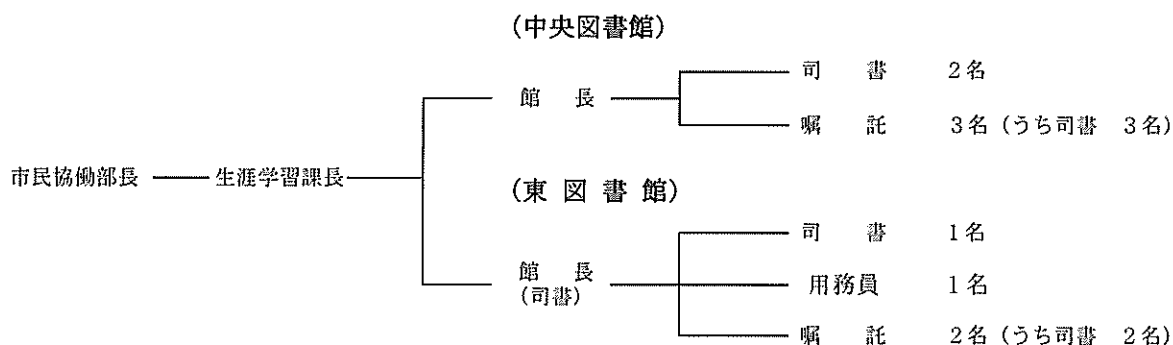 （中央図書館）
司　書　2名
館　長
嘱　託　3名（うち司書　3名）
市民協働部長　生涯学習課長
（東図書館）
司　書　1名
館　長
（司書）
用務員　1名
嘱　託　2名（うち司書　2名）